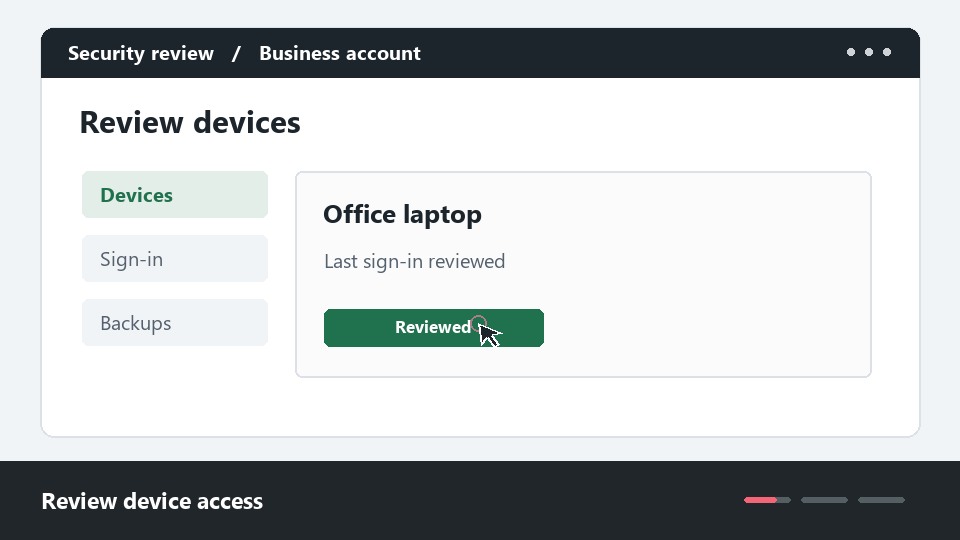 Security review / Business account
Review devices
Devices
Sign-in
Backups
Office laptop
Last sign-in reviewed
Reviewed
Review device access